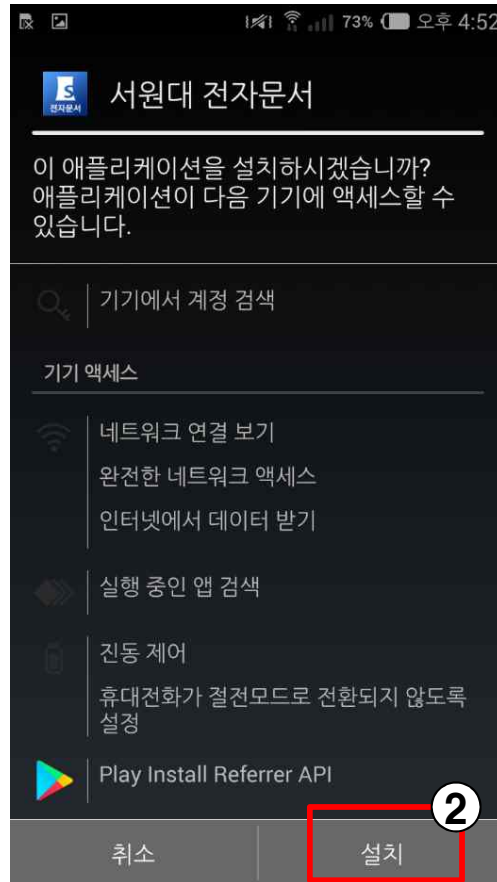 73% 오후 4:52
S
전자문서
서원대 전자문서
이 애플리케이션을 설치하시겠습니까?
애플리케이션이 다음 기기에 액세스할 수
있습니다.
기기에서 계정 검색
기기 액세스
네트워크 연결 보기
완전한 네트워크 액세스
인터넷에서 데이터 받기
실행 중인 앱 검색
진동 제어
휴대전화가 절전모드로 전환되지 않도록
설정
Play Install Referrer API
2
취소
설치